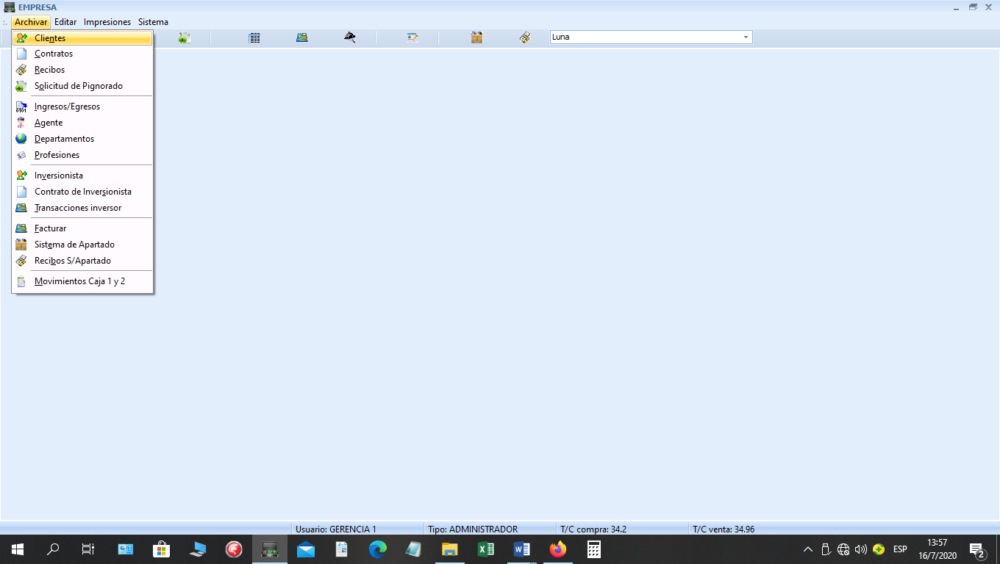 EMPRESA
Archivar Editar Impresiones Sistema
Luna
Clientes
Contratos
Recibos
Solicitud de Pignorado
Ingresos/Egresos
Agente
Departamentos
Profesiones
Inversionista
Contrato de Inversionista
Transacciones inversor
Facturar
Sistema de Apartado
Recibos S/Apartado
Movimientos Caja 1 y 2
Usuario: GERENCIA 1 Tipo: ADMINISTRADOR T/C compra: 34.2 T/C venta: 34.96
ESP
13:57
16/7/2020
2